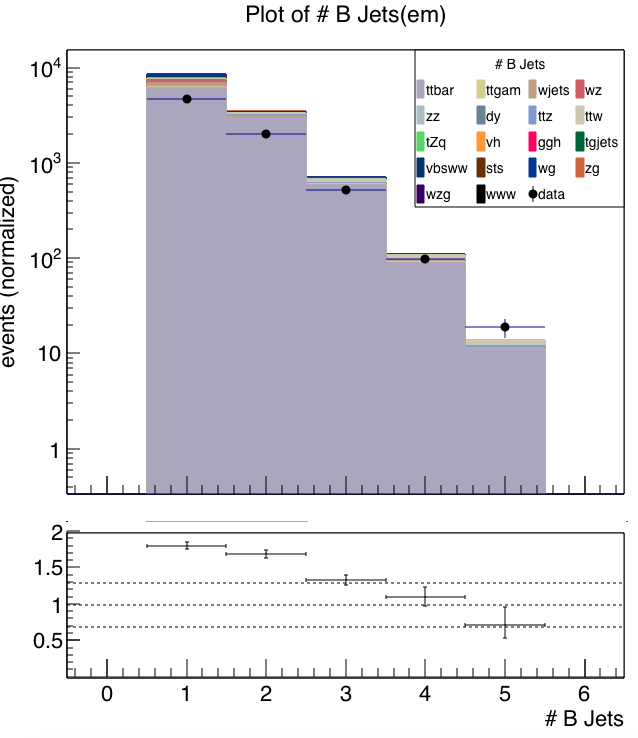 Plot of # B Jets(em)
# B Jets
ttbar ttgam wjets wz
zz dy ttz ttw
tZq vh ggh tgjets
vbsww sts wg zg
wzg www data
events (normalized)
10^4
10^3
10^2
10
1
2
1.5
1
0.5
0 1 2 3 4 5 6
# B Jets